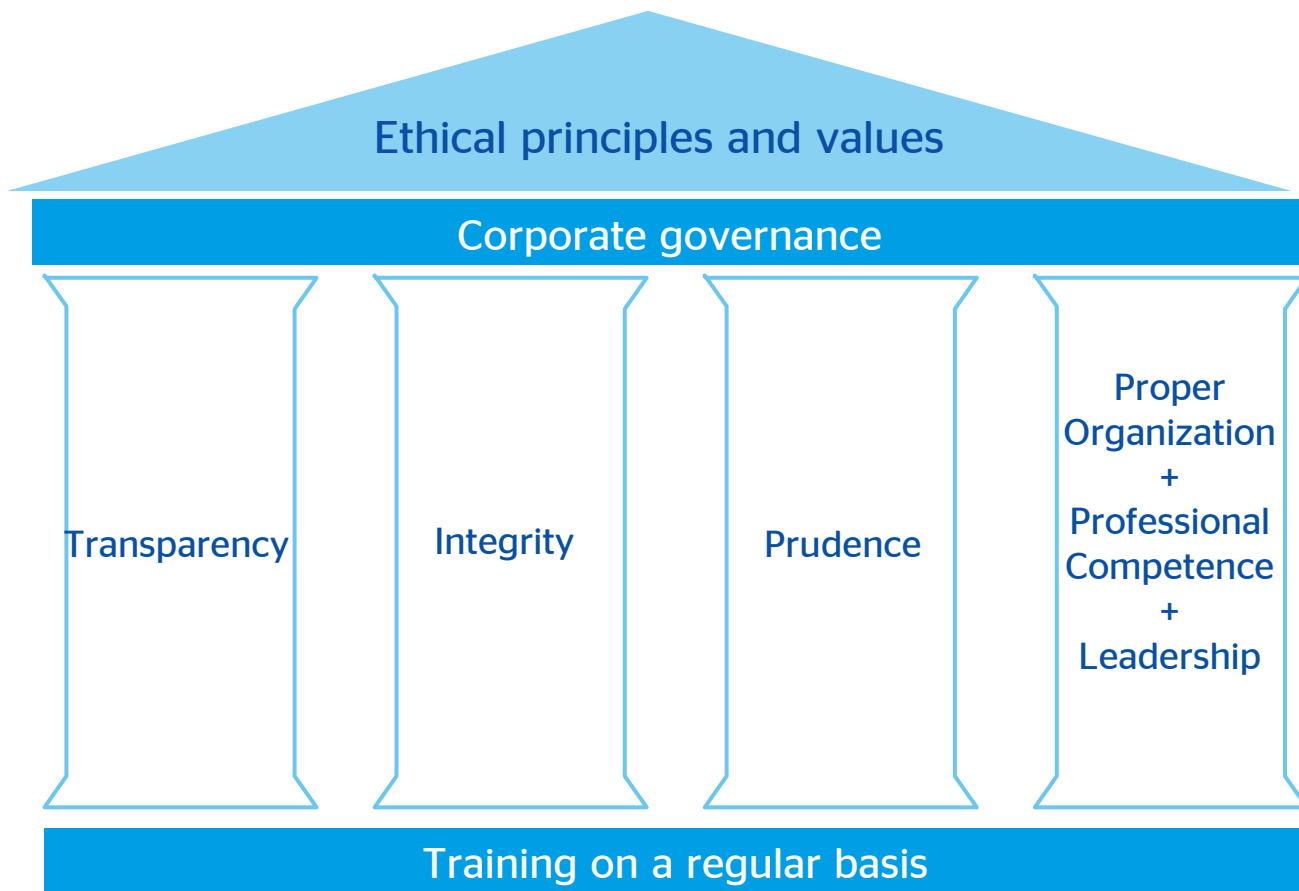 Ethical principles and values
Corporate governance
Transparency
Integrity
Prudence
Proper
Organization
+
Professional
Competence
+
Leadership
Training on a regular basis